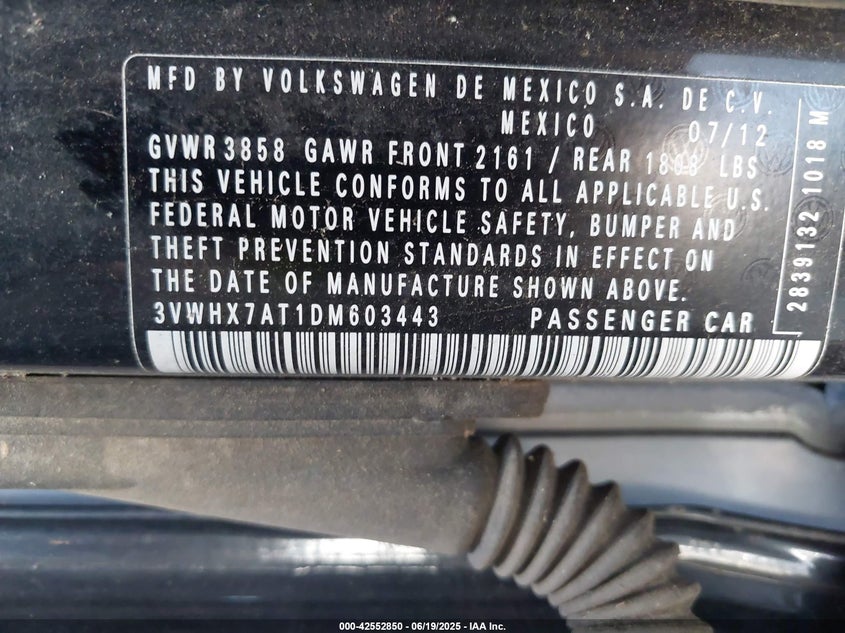 MFD BY VOLKSWAGEN DE MEXICO S.A. DE C.V.
MEXICO 07/12
GVWR 3858 GAWR FRONT 2161 / REAR 1808 LBS
THIS VEHICLE CONFORMS TO ALL APPLICABLE U.S.
FEDERAL MOTOR VEHICLE SAFETY, BUMPER AND
THEFT PREVENTION STANDARDS IN EFFECT ON
THE DATE OF MANUFACTURE SHOWN ABOVE.
3VWHX7AT1DM603443 PASSENGER CAR
2839132 1018 M
000-42552850 / 06/19/2025 - IAA Inc.